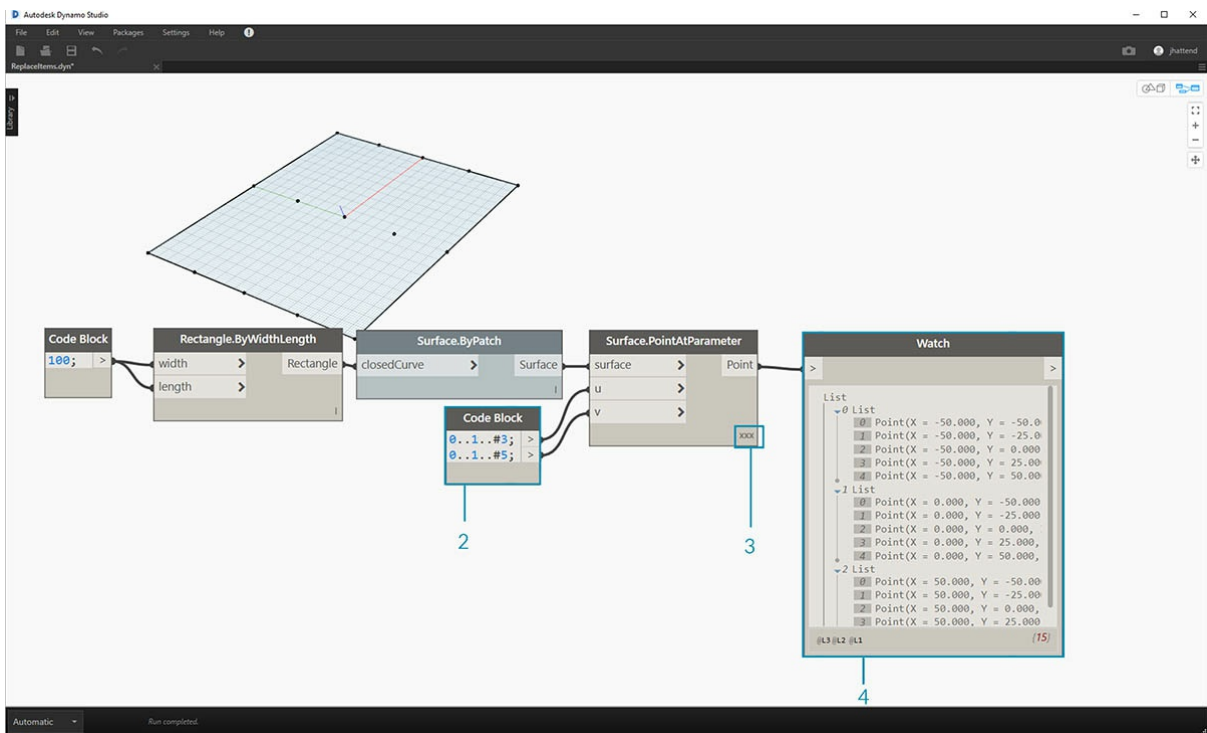 Autodesk Dynamo Studio
File Edit View Packages Settings Help
jhattend
ReplaceItems.dyn*
Library
Code Block
100; >
Rectangle.ByWidthLength
width > Rectangle
length >
Surface.ByPatch
closedCurve > Surface
Surface.PointAtParameter
surface > Point
u >
v >
XXX
Code Block
0..1..#3; >
0..1..#5; >
2
3
Watch
> >
List
0 List
0 Point(X = -50.000, Y = -50.0
1 Point(X = -50.000, Y = -25.0
2 Point(X = -50.000, Y = 0.000
3 Point(X = -50.000, Y = 25.00
4 Point(X = -50.000, Y = 50.00
1 List
0 Point(X = 0.000, Y = -50.000
1 Point(X = 0.000, Y = -25.000
2 Point(X = 0.000, Y = 0.000,
3 Point(X = 0.000, Y = 25.000,
4 Point(X = 0.000, Y = 50.000,
2 List
0 Point(X = 50.000, Y = -50.00
1 Point(X = 50.000, Y = -25.00
2 Point(X = 50.000, Y = 0.000,
3 Point(X = 50.000, Y = 25.000
@L3 @L2 @L1 {15}
4
Automatic Run completed.